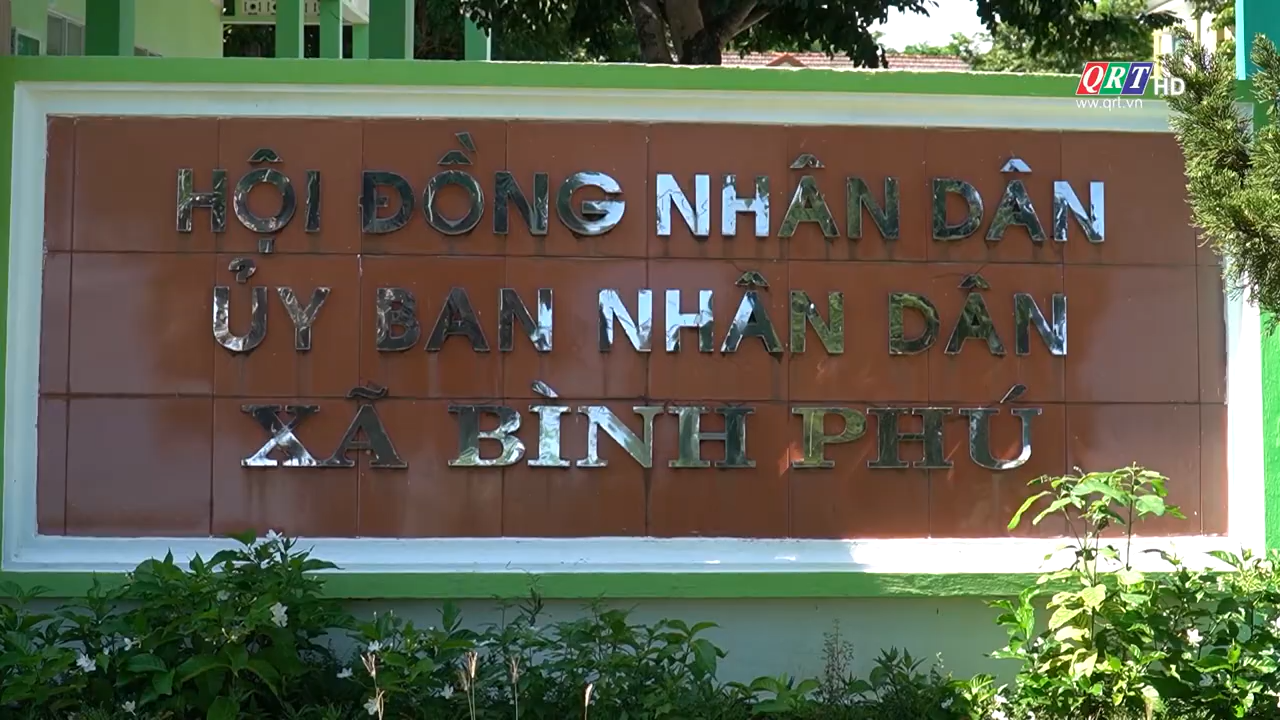 QRT HD
www.qrt.vn
HỘI ĐỒNG NHÂN DÂN
ỦY BAN NHÂN DÂN
XÃ BÌNH PHÚ